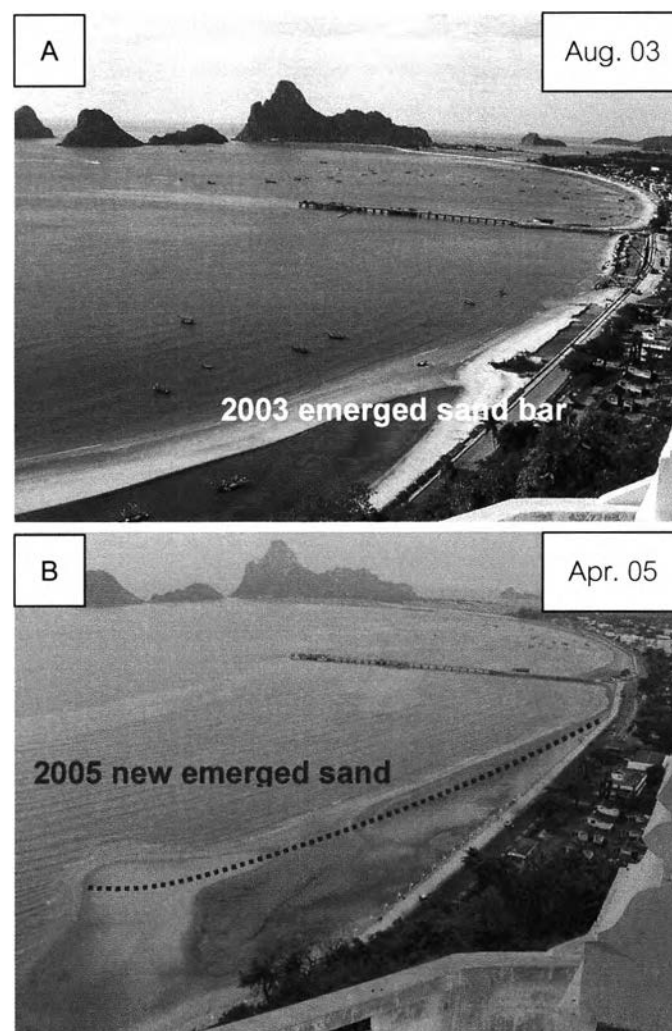 A
Aug. 03
2003 emerged sand bar
B
Apr. 05
2005 new emerged sand